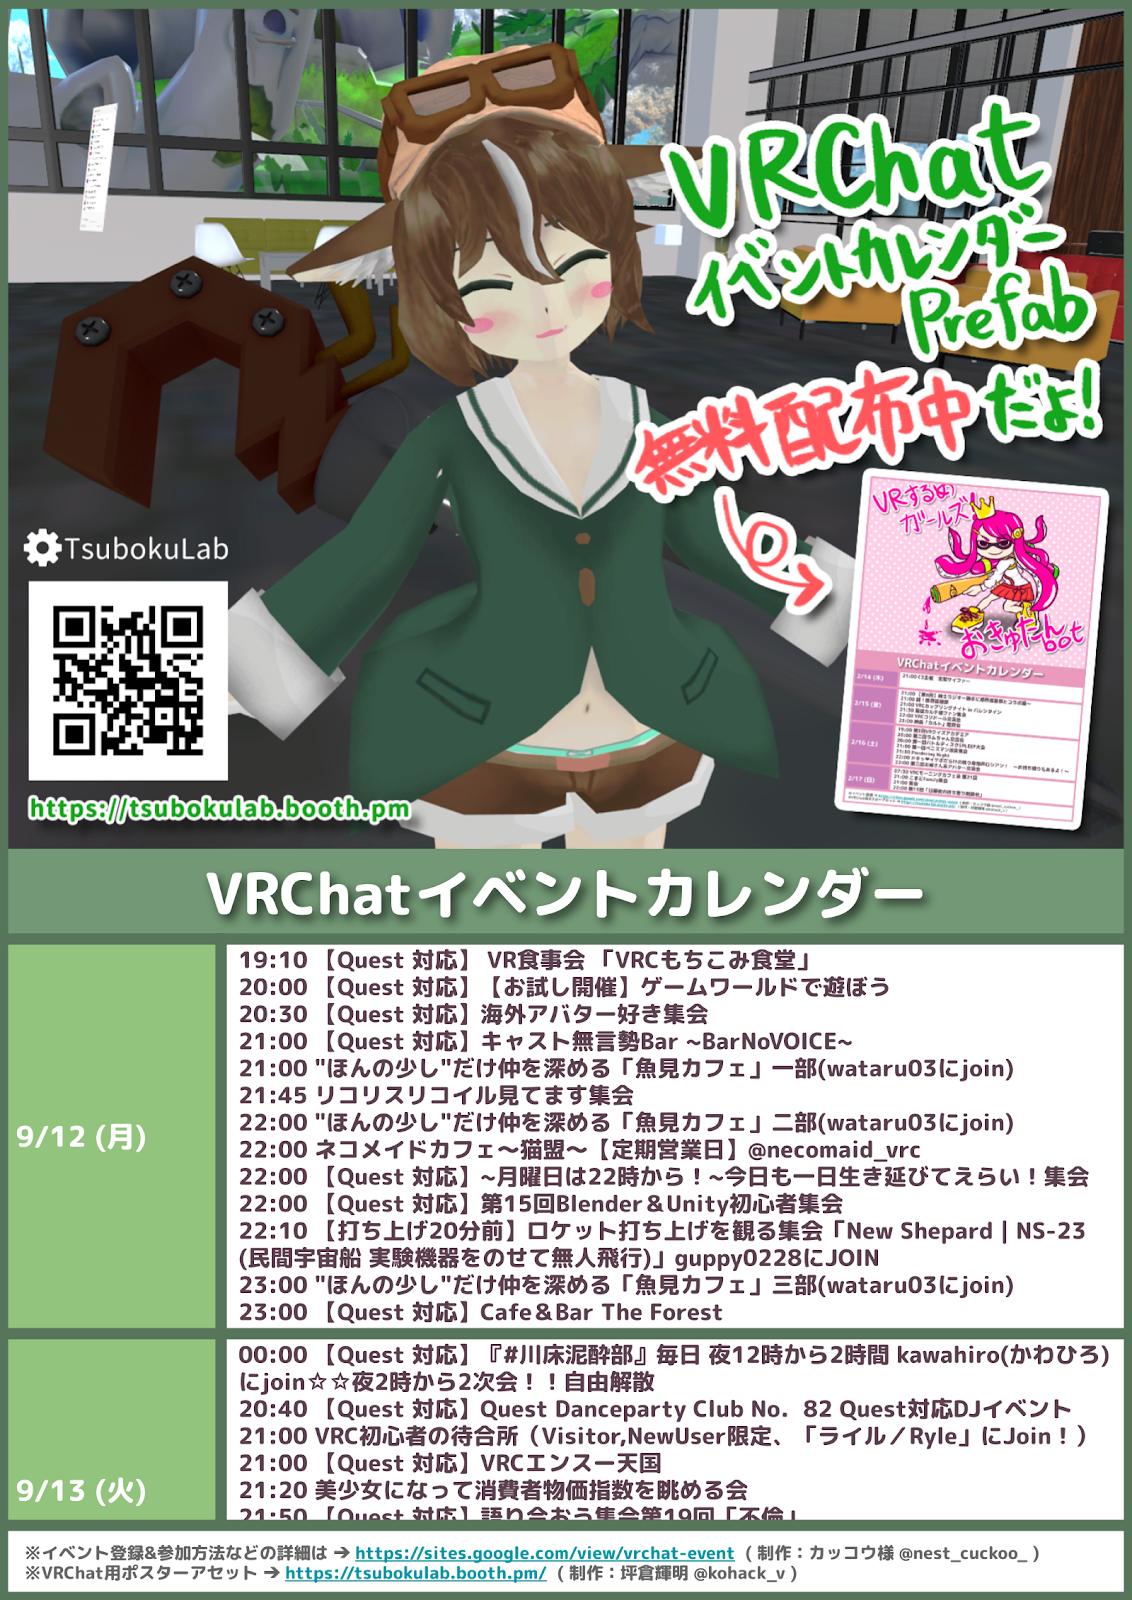 VRChat
イベントカレンダー
Prefab
無料配布中だよ!
TsubokuLab
https://tsubokulab.booth.pm
VRするめ
ガールズ
おきゅたんbot
VRChatイベントカレンダー
2/14 (木)
2/15 (金)
2/16 (土)
2/17 (日)
VRChatイベントカレンダー
9/12 (月)
19:10 【Quest 対応】 VR食事会 「VRCもちこみ食堂」
20:00 【Quest 対応】【お試し開催】ゲームワールドで遊ぼう
20:30 【Quest 対応】海外アバター好き集会
21:00 【Quest 対応】キャスト無言勢Bar ~BarNoVOICE~
21:00 "ほんの少し"だけ仲を深める「魚見カフェ」一部(wataru03にjoin)
21:45 リコリスリコイル見てます集会
22:00 "ほんの少し"だけ仲を深める「魚見カフェ」二部(wataru03にjoin)
22:00 ネコメイドカフェ～猫盟～【定期営業日】@necomaid_vrc
22:00 【Quest 対応】~月曜日は22時から！~今日も一日生き延びてえらい！集会
22:00 【Quest 対応】第15回Blender＆Unity初心者集会
22:10 【打ち上げ20分前】ロケット打ち上げを観る集会「New Shepard | NS-23
(民間宇宙船 実験機器をのせて無人飛行)」guppy0228にJOIN
23:00 "ほんの少し"だけ仲を深める「魚見カフェ」三部(wataru03にjoin)
23:00 【Quest 対応】Cafe＆Bar The Forest
9/13 (火)
00:00 【Quest 対応】『#川床泥酔部』毎日 夜12時から2時間 kawahiro(かわひろ)
にjoin☆☆夜2時から2次会！！自由解散
20:40 【Quest 対応】Quest Danceparty Club No．82 Quest対応DJイベント
21:00 VRC初心者の待合所（Visitor,NewUser限定、「ライル／Ryle」にJoin！）
21:00 【Quest 対応】VRCエンスー天国
21:20 美少女になって消費者物価指数を眺める会
21:50 【Quest 対応】語り合おう集会第19回「不倫」
※イベント登録&参加方法などの詳細は ➔ https://sites.google.com/view/vrchat-event ( 制作：カッコウ様 @nest_cuckoo_ )
※VRChat用ポスターアセット ➔ https://tsubokulab.booth.pm/ ( 制作：坪倉輝明 @kohack_v )